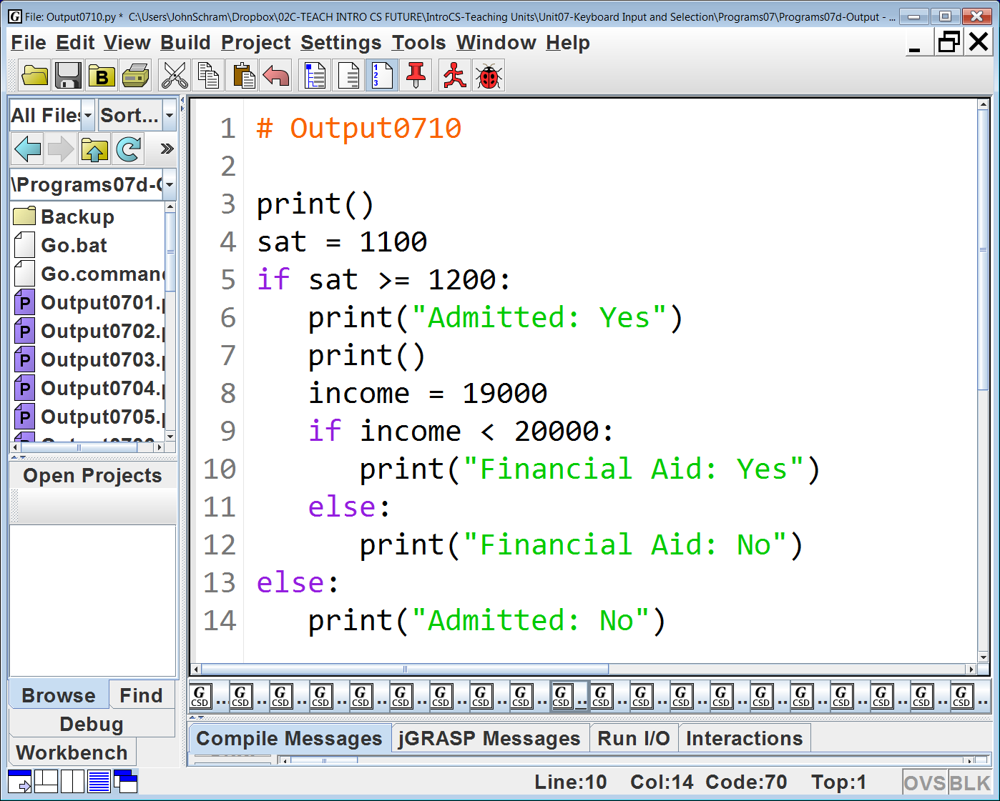 File: Output0710.py * C:\Users\JohnSchram\Dropbox\02C-TEACH INTRO CS FUTURE\IntroCS-Teaching Units\Unit07-Keyboard Input and Selection\Programs07\Programs07d-Output - ...
File Edit View Build Project Settings Tools Window Help
B
1 2 3
All Files
Sort...
»
\Programs07d-
Backup
Go.bat
Go.command
P Output0701.
P Output0702.
P Output0703.
P Output0704.
P Output0705.
Open Projects
Browse Find
Debug
Workbench
1 # Output0710
2
3 print()
4 sat = 1100
5 if sat >= 1200:
6    print("Admitted: Yes")
7    print()
8    income = 19000
9    if income < 20000:
10       print("Financial Aid: Yes")
11    else:
12       print("Financial Aid: No")
13 else:
14    print("Admitted: No")
G CSD .. G CSD .. G CSD .. G CSD .. G CSD .. G CSD .. G CSD .. G CSD .. G CSD .. G CSD .. G CSD .. G CSD .. G CSD .. G CSD .. G CSD .. G CSD .. G CSD .. G CSD .. G CSD .. G CSD ..
Compile Messages jGRASP Messages Run I/O Interactions
Line:10 Col:14 Code:70 Top:1 OVS BLK